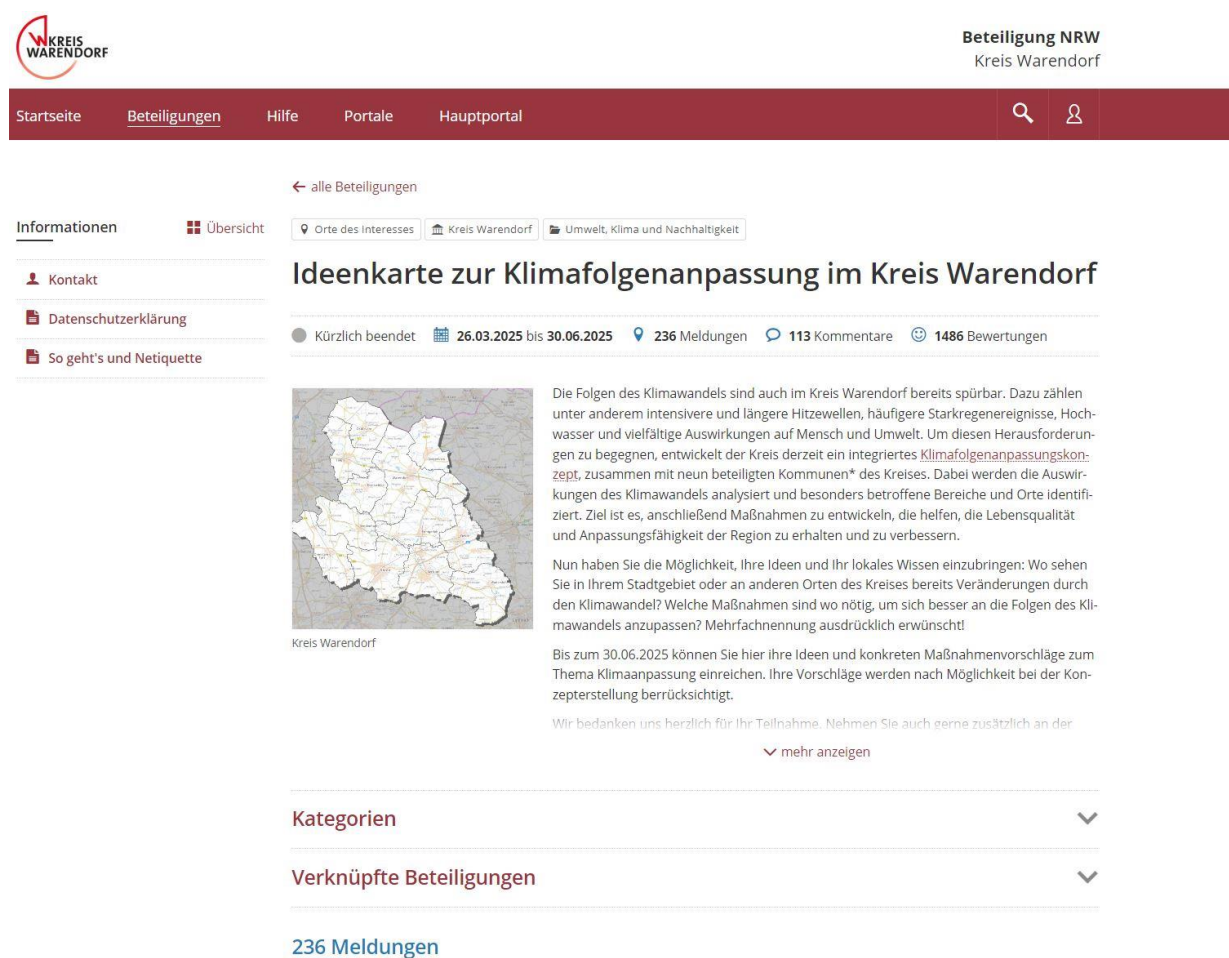 KREIS
WARENDORF
Beteiligung NRW
Kreis Warendorf
Startseite Beteiligungen Hilfe Portale Hauptportal
alle Beteiligungen
Informationen Übersicht
Kontakt
Datenschutzerklärung
So geht's und Netiquette
Orte des Interesses Kreis Warendorf Umwelt, Klima und Nachhaltigkeit
Ideenkarte zur Klimafolgenanpassung im Kreis Warendorf
Kürzlich beendet 26.03.2025 bis 30.06.2025 236 Meldungen 113 Kommentare 1486 Bewertungen
Kreis Warendorf
Die Folgen des Klimawandels sind auch im Kreis Warendorf bereits spürbar. Dazu zählen
unter anderem intensivere und längere Hitzewellen, häufigere Starkregenereignisse, Hoch-
wasser und vielfältige Auswirkungen auf Mensch und Umwelt. Um diesen Herausforderun-
gen zu begegnen, entwickelt der Kreis derzeit ein integriertes Klimafolgenanpassungskon-
zept, zusammen mit neun beteiligten Kommunen* des Kreises. Dabei werden die Auswir-
kungen des Klimawandels analysiert und besonders betroffene Bereiche und Orte identifi-
ziert. Ziel ist es, anschließend Maßnahmen zu entwickeln, die helfen, die Lebensqualität
und Anpassungsfähigkeit der Region zu erhalten und zu verbessern.
Nun haben Sie die Möglichkeit, Ihre Ideen und Ihr lokales Wissen einzubringen: Wo sehen
Sie in Ihrem Stadtgebiet oder an anderen Orten des Kreises bereits Veränderungen durch
den Klimawandel? Welche Maßnahmen sind wo nötig, um sich besser an die Folgen des Kli-
mawandels anzupassen? Mehrfachnennung ausdrücklich erwünscht!
Bis zum 30.06.2025 können Sie hier ihre Ideen und konkreten Maßnahmenvorschläge zum
Thema Klimaanpassung einreichen. Ihre Vorschläge werden nach Möglichkeit bei der Kon-
zepterstellung berrücksichtigt.
Wir bedanken uns herzlich für Ihr Teilnahme. Nehmen Sie auch gerne zusätzlich an der
mehr anzeigen
Kategorien
Verknüpfte Beteiligungen
236 Meldungen